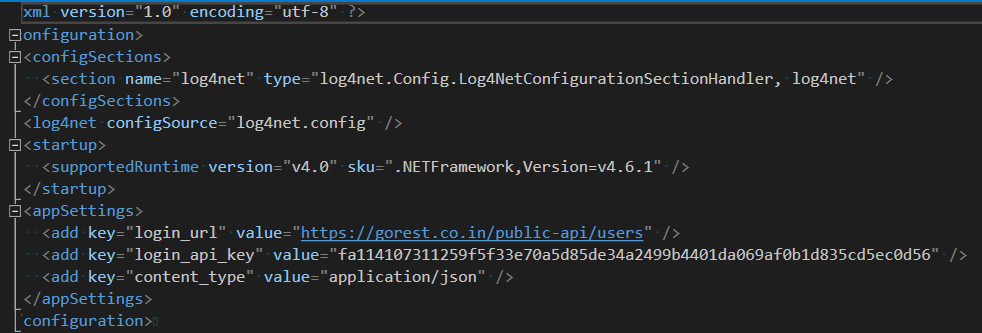 xml version="1.0" encoding="utf-8" ?>
onfiguration>
<configSections>
<section name="log4net" type="log4net.Config.Log4NetConfigurationSectionHandler, log4net" />
</configSections>
<log4net configSource="log4net.config" />
<startup>
<supportedRuntime version="v4.0" sku=".NETFramework,Version=v4.6.1" />
</startup>
<appSettings>
<add key="login_url" value="https://gorest.co.in/public-api/users" />
<add key="login_api_key" value="fa114107311259f5f33e70a5d85de34a2499b4401da069af0b1d835cd5ec0d56" />
<add key="content_type" value="application/json" />
</appSettings>
configuration>